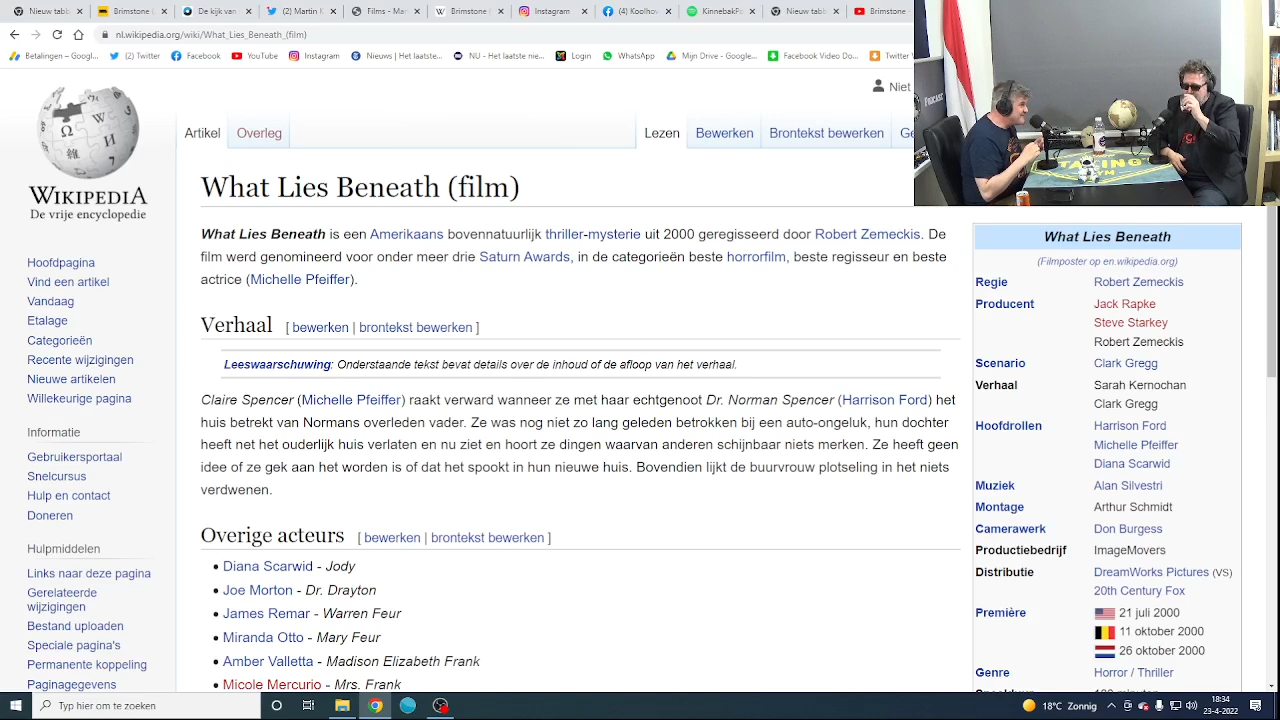 Nieuw tabblad
Brimstone (
De kijk van
(2) Martin K
Films - Mar
Brimstone
Instagram
(2) Koolhov
KinnebakF
Nieuw tabblad
Brimstone
nl.wikipedia.org/wiki/What_Lies_Beneath_(film)
Betalingen – Googl...
(2) Twitter
Facebook
YouTube
Instagram
Nieuws | Het laatste...
NU - Het laatste nie...
Login
WhatsApp
Mijn Drive - Google...
Facebook Video Do...
Twitter
Niet
Artikel
Overleg
Lezen
Bewerken
Brontekst bewerken
Ge
WIKIPEDIA
De vrije encyclopedie
Hoofdpagina
Vind een artikel
Vandaag
Etalage
Categorieën
Recente wijzigingen
Nieuwe artikelen
Willekeurige pagina
Informatie
Gebruikersportaal
Snelcursus
Hulp en contact
Doneren
Hulpmiddelen
Links naar deze pagina
Gerelateerde
wijzigingen
Bestand uploaden
Speciale pagina's
Permanente koppeling
Paginagegevens
What Lies Beneath (film)
What Lies Beneath is een Amerikaans bovennatuurlijk thriller-mysterie uit 2000 geregisseerd door Robert Zemeckis. De
film werd genomineerd voor onder meer drie Saturn Awards, in de categorieën beste horrorfilm, beste regisseur en beste
actrice (Michelle Pfeiffer).
Verhaal [ bewerken | brontekst bewerken ]
Leeswaarschuwing: Onderstaande tekst bevat details over de inhoud of de afloop van het verhaal.
Claire Spencer (Michelle Pfeiffer) raakt verward wanneer ze met haar echtgenoot Dr. Norman Spencer (Harrison Ford) het
huis betrekt van Normans overleden vader. Ze was nog niet zo lang geleden betrokken bij een auto-ongeluk, hun dochter
heeft net het ouderlijk huis verlaten en nu ziet en hoort ze dingen waarvan anderen schijnbaar niets merken. Ze heeft geen
idee of ze gek aan het worden is of dat het spookt in hun nieuwe huis. Bovendien lijkt de buurvrouw plotseling in het niets
verdwenen.
Overige acteurs [ bewerken | brontekst bewerken ]
Diana Scarwid - Jody
Joe Morton - Dr. Drayton
James Remar - Warren Feur
Miranda Otto - Mary Feur
Amber Valletta - Madison Elizabeth Frank
Micole Mercurio - Mrs. Frank
What Lies Beneath
(Filmposter op en.wikipedia.org)
Regie Robert Zemeckis
Producent Jack Rapke
Steve Starkey
Robert Zemeckis
Scenario Clark Gregg
Verhaal Sarah Kernochan
Clark Gregg
Hoofdrollen Harrison Ford
Michelle Pfeiffer
Diana Scarwid
Muziek Alan Silvestri
Montage Arthur Schmidt
Camerawerk Don Burgess
Productiebedrijf ImageMovers
Distributie DreamWorks Pictures (VS)
20th Century Fox
Première 21 juli 2000
11 oktober 2000
26 oktober 2000
Genre Horror / Thriller
Typ hier om te zoeken
18°C Zonnig
18:34
23-6-2022